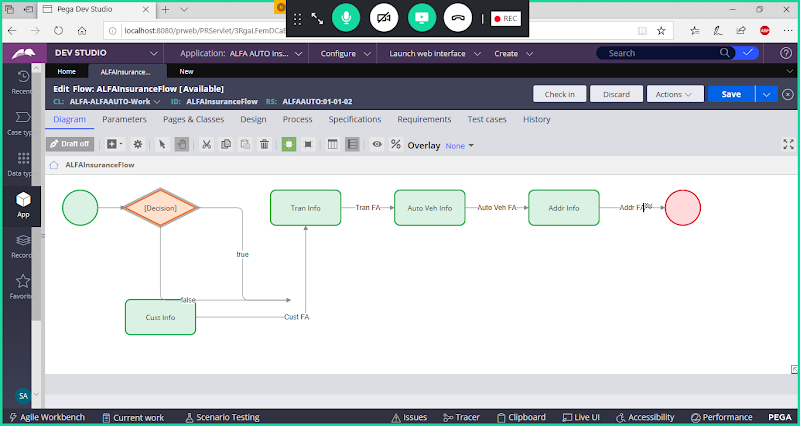 Pega Dev Studio
REC
localhost:8080/prweb/PRServlet/3RgaLFemDCaE
DEV STUDIO
Application: ALFA AUTO Ins...
Configure
Launch web interface
Create
Search
Recent
Home
ALFAInsurance...
New
Edit Flow: ALFAInsuranceFlow [Available]
CL: ALFA-ALFAAUTO-Work ID: ALFAInsuranceFlow RS: ALFAAUTO:01-01-02
Check in
Discard
Actions
Save
Case type
Diagram
Parameters
Pages & Classes
Design
Process
Specifications
Requirements
Test cases
History
Draft off
Overlay None
Data type
ALFAInsuranceFlow
App
[Decision]
Tran Info
Tran FA
Auto Veh Info
Auto Veh FA
Addr Info
Addr FA
Record
true
Favorite
false
Cust Info
Cust FA
SA
Agile Workbench
Current work
Scenario Testing
Issues
Tracer
Clipboard
Live UI
Accessibility
Performance
PEGA